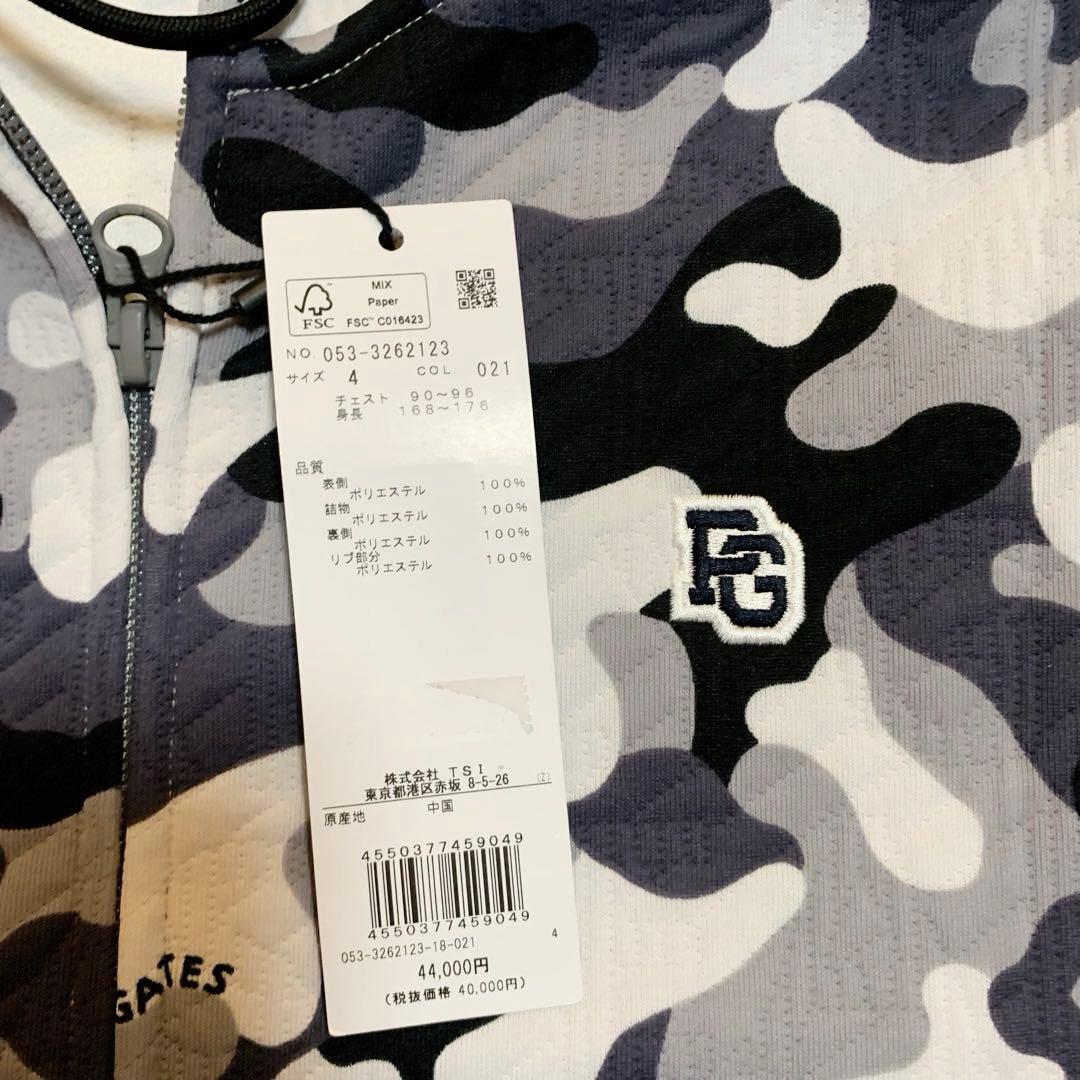 MIX
Paper
FSC™ C016423
FSC
NO. 053-3262123
サイズ 4 COL. 021
チェスト 90～96
身長 168～176
品質
表側
ポリエステル 100%
詰物
ポリエステル 100%
裏側
ポリエステル 100%
リブ部分
ポリエステル 100%
株式会社 TSI
東京都港区赤坂 8-5-26 (Z)
原産地 中国
4550377459049
4550377459049
053-3262123-18-021 4
44,000円
(税抜価格 40,000円)
PG
GATES